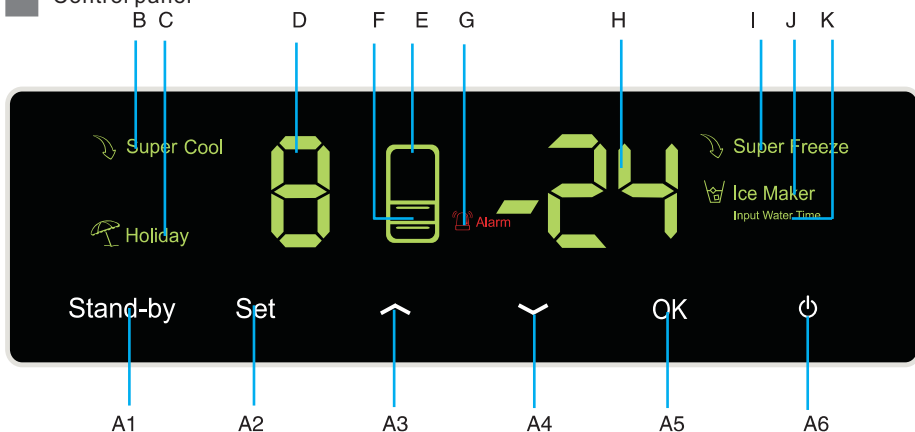 Control panel
B C D F E G H I J K
Super Cool 8 -24 Super Freeze
Ice Maker
Input Water Time
Holiday Alarm
Stand-by Set OK
A1 A2 A3 A4 A5 A6